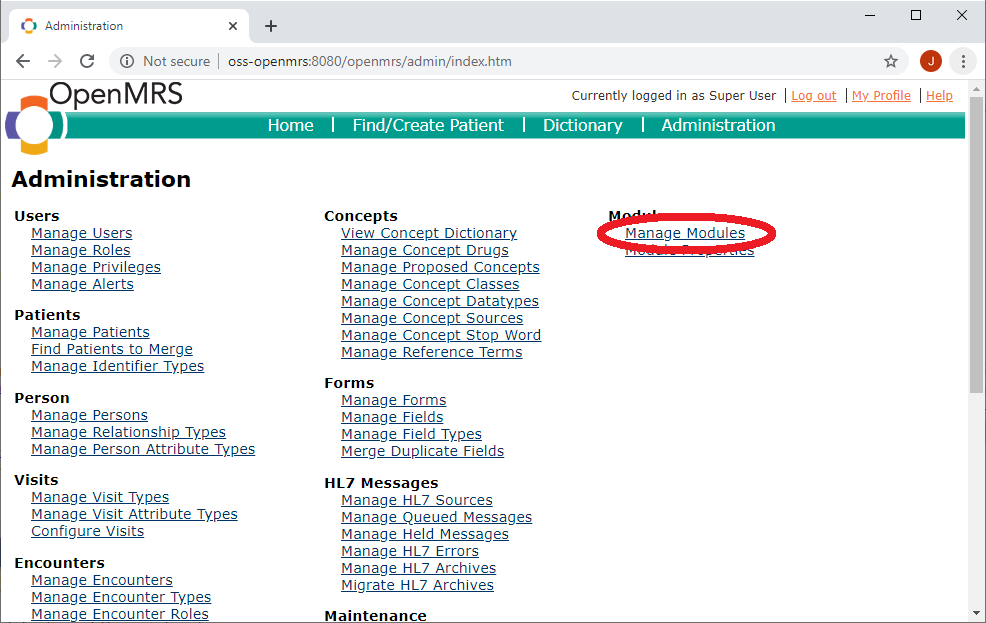 Administration
Not secure
oss-openmrs:8080/openmrs/admin/index.htm
J
OpenMRS
Currently logged in as Super User | Log out | My Profile | Help
Home | Find/Create Patient | Dictionary | Administration
Administration
Users
Manage Users
Manage Roles
Manage Privileges
Manage Alerts
Patients
Manage Patients
Find Patients to Merge
Manage Identifier Types
Person
Manage Persons
Manage Relationship Types
Manage Person Attribute Types
Visits
Manage Visit Types
Manage Visit Attribute Types
Configure Visits
Encounters
Manage Encounters
Manage Encounter Types
Manage Encounter Roles
Concepts
View Concept Dictionary
Manage Concept Drugs
Manage Proposed Concepts
Manage Concept Classes
Manage Concept Datatypes
Manage Concept Sources
Manage Concept Stop Word
Manage Reference Terms
Forms
Manage Forms
Manage Fields
Manage Field Types
Merge Duplicate Fields
HL7 Messages
Manage HL7 Sources
Manage Queued Messages
Manage Held Messages
Manage HL7 Errors
Manage HL7 Archives
Migrate HL7 Archives
Maintenance
Manage Modules
Module Properties